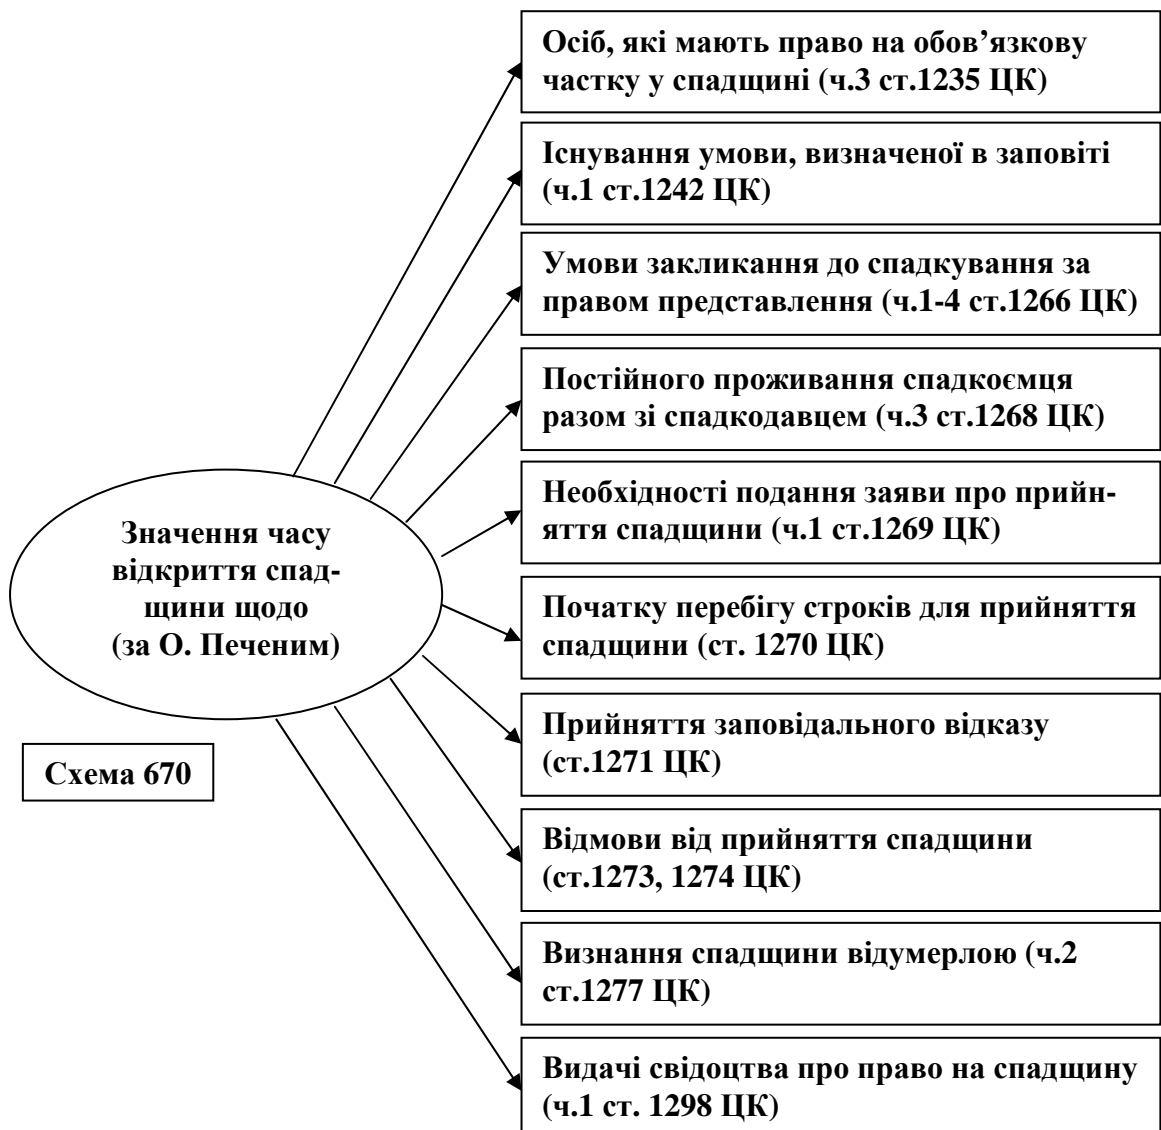 Осіб, які мають право на обов’язкову
частку у спадщині (ч.3 ст.1235 ЦК)
Існування умови, визначеної в заповіті
(ч.1 ст.1242 ЦК)
Умови закликання до спадкування за
правом представлення (ч.1-4 ст.1266 ЦК)
Постійного проживання спадкоємця
разом зі спадкодавцем (ч.3 ст.1268 ЦК)
Необхідності подання заяви про прийн-
яття спадщини (ч.1 ст.1269 ЦК)
Значення часу
відкриття спад-
щини щодо
(за О. Печеним)
Початку перебігу строків для прийняття
спадщини (ст. 1270 ЦК)
Прийняття заповідального відказу
(ст.1271 ЦК)
Схема 670
Відмови від прийняття спадщини
(ст.1273, 1274 ЦК)
Визнання спадщини відумерлою (ч.2
ст.1277 ЦК)
Видачі свідоцтва про право на спадщину
(ч.1 ст. 1298 ЦК)